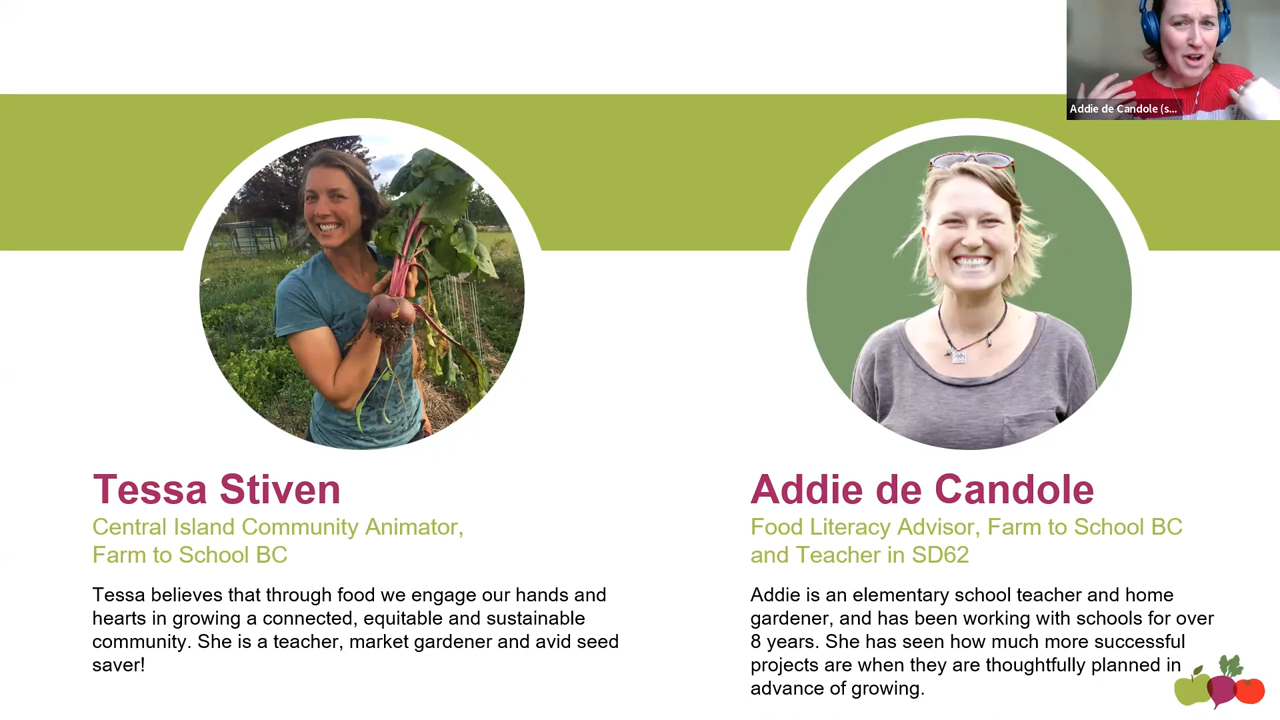 Addie de Candole (s...
Tessa Stiven
Central Island Community Animator,
Farm to School BC
Tessa believes that through food we engage our hands and
hearts in growing a connected, equitable and sustainable
community. She is a teacher, market gardener and avid seed
saver!
Addie de Candole
Food Literacy Advisor, Farm to School BC
and Teacher in SD62
Addie is an elementary school teacher and home
gardener, and has been working with schools for over
8 years. She has seen how much more successful
projects are when they are thoughtfully planned in
advance of growing.